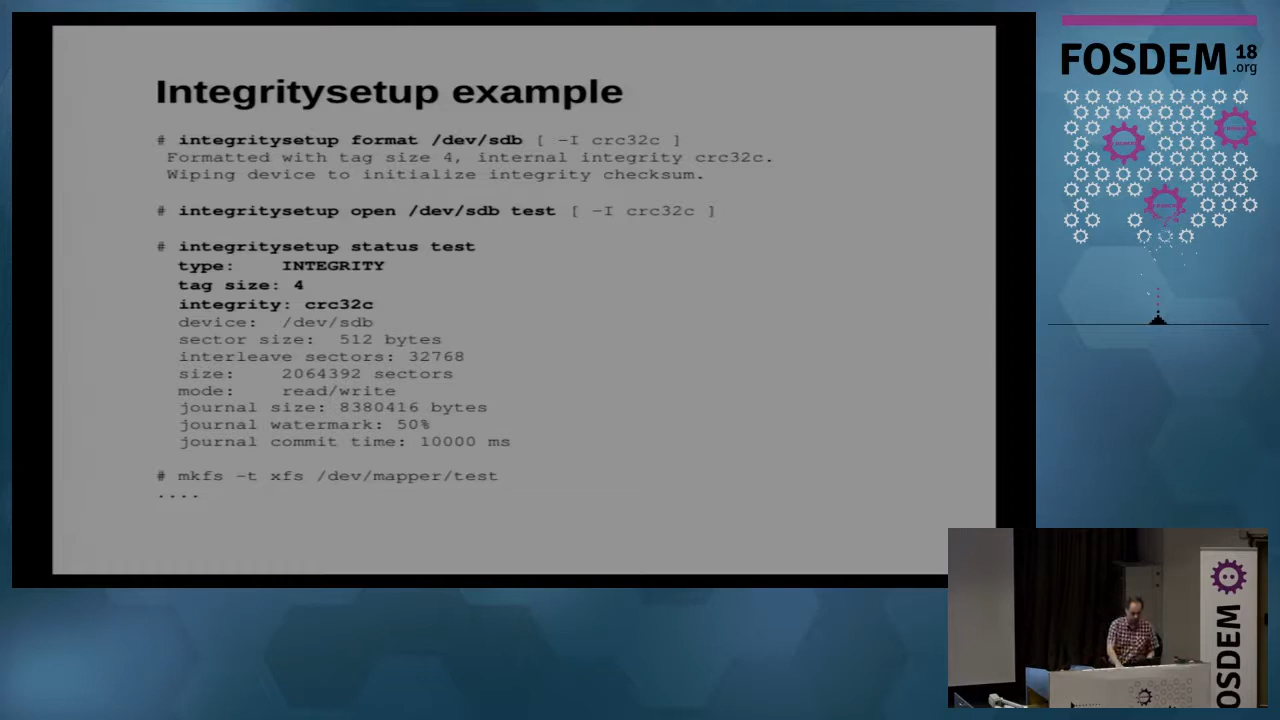 Integritysetup example
# integritysetup format /dev/sdb [ -I crc32c ]
Formatted with tag size 4, internal integrity crc32c.
Wiping device to initialize integrity checksum.
# integritysetup open /dev/sdb test [ -I crc32c ]
# integritysetup status test
type: INTEGRITY
tag size: 4
integrity: crc32c
device: /dev/sdb
sector size: 512 bytes
interleave sectors: 32768
size: 2064392 sectors
mode: read/write
journal size: 8380416 bytes
journal watermark: 50%
journal commit time: 10000 ms
# mkfs -t xfs /dev/mapper/test
....
FOSDEM 18
.org
FOSDEM